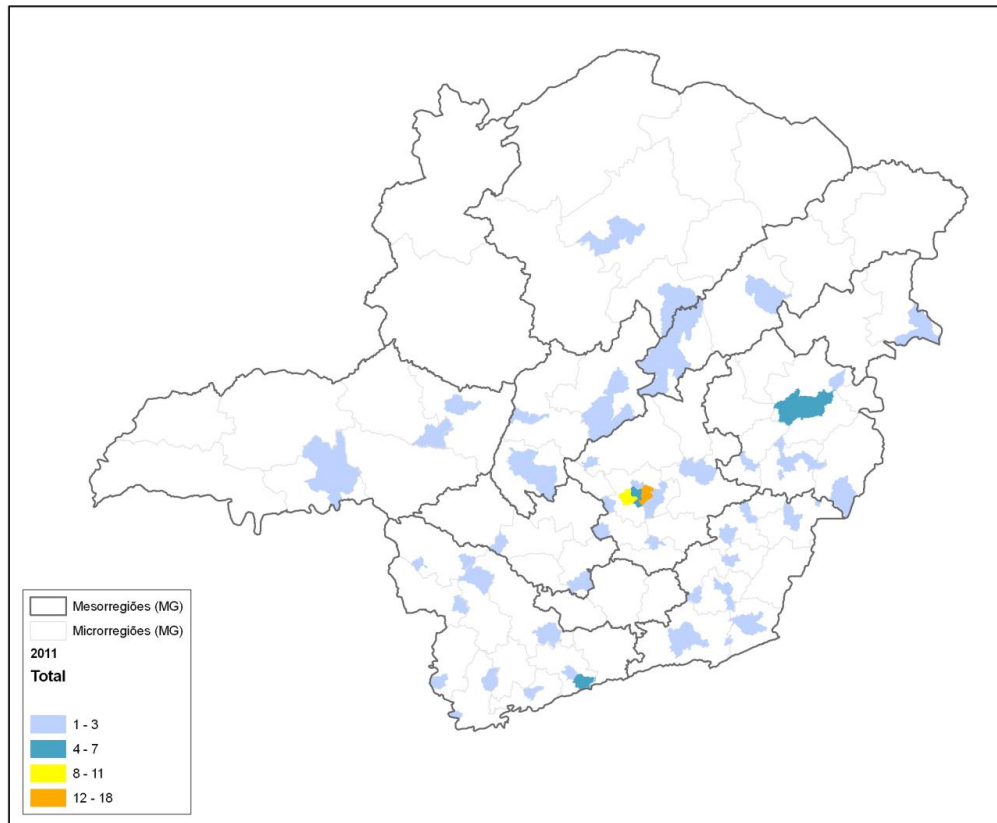 Mesorregiões (MG)
Microrregiões (MG)
2011
Total
1 - 3
4 - 7
8 - 11
12 - 18